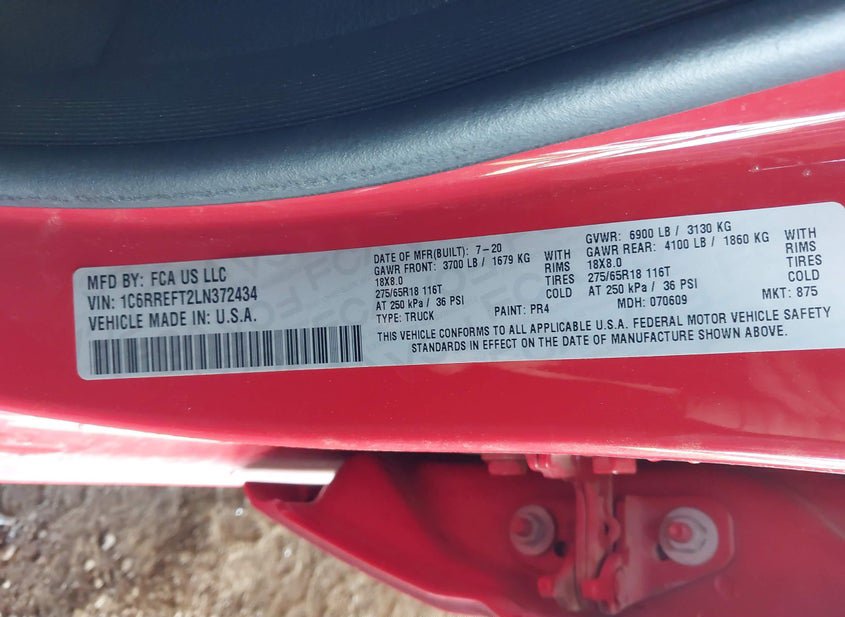 MFD BY: FCA US LLC
VIN: 1C6RREFT2LN372434
VEHICLE MADE IN: U.S.A.
DATE OF MFR(BUILT): 7-20
GAWR FRONT: 3700 LB / 1679 KG WITH
18X8.0 RIMS
275/65R18 116T TIRES
AT 250 kPa / 36 PSI COLD
TYPE: TRUCK PAINT: PR4
GVWR: 6900 LB / 3130 KG
GAWR REAR: 4100 LB / 1860 KG WITH
18X8.0 RIMS
275/65R18 116T TIRES
AT 250 kPa / 36 PSI COLD
MDH: 070609 MKT: 875
THIS VEHICLE CONFORMS TO ALL APPLICABLE U.S.A. FEDERAL MOTOR VEHICLE SAFETY
STANDARDS IN EFFECT ON THE DATE OF MANUFACTURE SHOWN ABOVE.